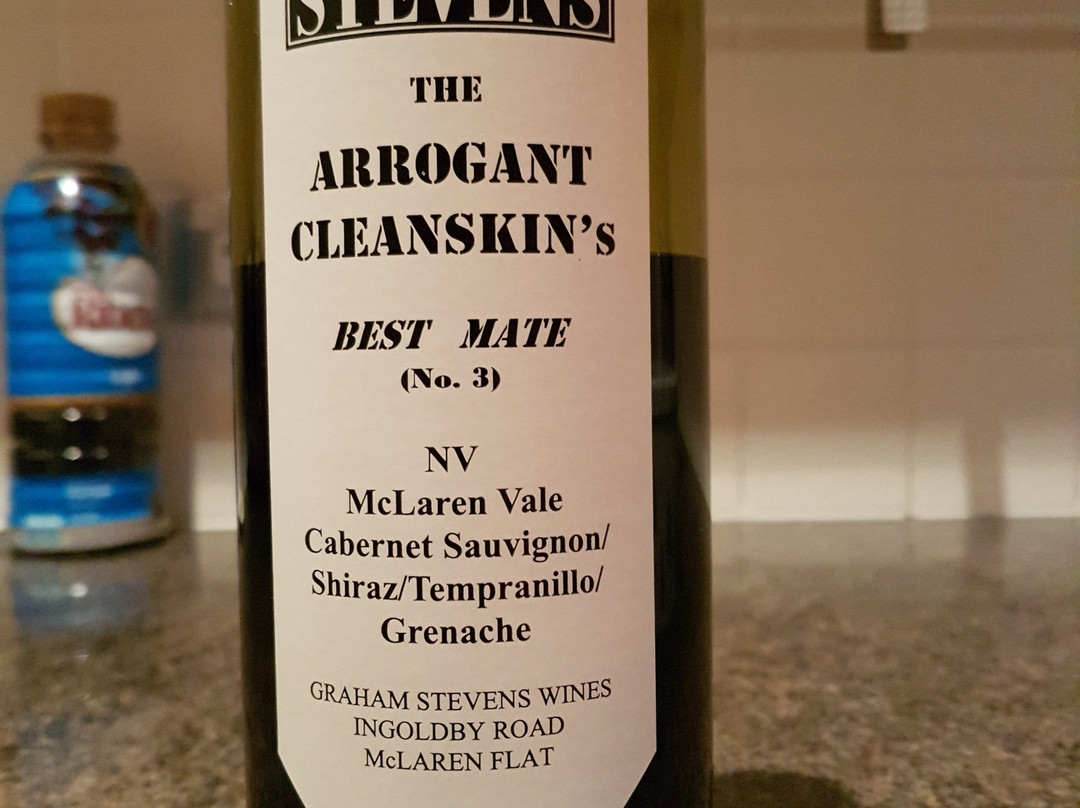 STEVENS
THE
ARROGANT
CLEANSKIN's
BEST MATE
(No. 3)
NV
McLaren Vale
Cabernet Sauvignon/
Shiraz/Tempranillo/
Grenache
GRAHAM STEVENS WINES
INGOLDBY ROAD
McLAREN FLAT